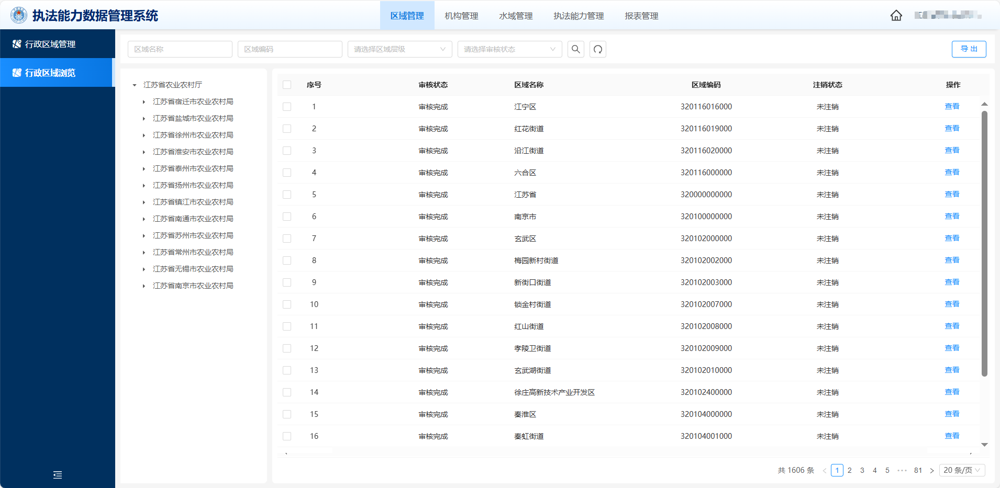 执法能力数据管理系统
区域管理 机构管理 水域管理 执法能力管理 报表管理
行政区域管理
行政区域浏览
区域名称 区域编码 请选择区域层级 请选择审核状态 导 出
江苏省农业农村厅
江苏省宿迁市农业农村局
江苏省盐城市农业农村局
江苏省徐州市农业农村局
江苏省淮安市农业农村局
江苏省泰州市农业农村局
江苏省扬州市农业农村局
江苏省镇江市农业农村局
江苏省南通市农业农村局
江苏省苏州市农业农村局
江苏省常州市农业农村局
江苏省无锡市农业农村局
江苏省南京市农业农村局
序号 审核状态 区域名称 区域编码 注销状态 操作
1 审核完成 江宁区 320116016000 未注销 查看
2 审核完成 红花街道 320116019000 未注销 查看
3 审核完成 沿江街道 320116020000 未注销 查看
4 审核完成 六合区 320116000000 未注销 查看
5 审核完成 江苏省 320000000000 未注销 查看
6 审核完成 南京市 320100000000 未注销 查看
7 审核完成 玄武区 320102000000 未注销 查看
8 审核完成 梅园新村街道 320102002000 未注销 查看
9 审核完成 新街口街道 320102003000 未注销 查看
10 审核完成 锁金村街道 320102007000 未注销 查看
11 审核完成 红山街道 320102008000 未注销 查看
12 审核完成 孝陵卫街道 320102009000 未注销 查看
13 审核完成 玄武湖街道 320102010000 未注销 查看
14 审核完成 徐庄高新技术产业开发区 320102400000 未注销 查看
15 审核完成 秦淮区 320104000000 未注销 查看
16 审核完成 秦虹街道 320104001000 未注销 查看
共 1606 条 < 1 2 3 4 5 ••• 81 > 20 条/页